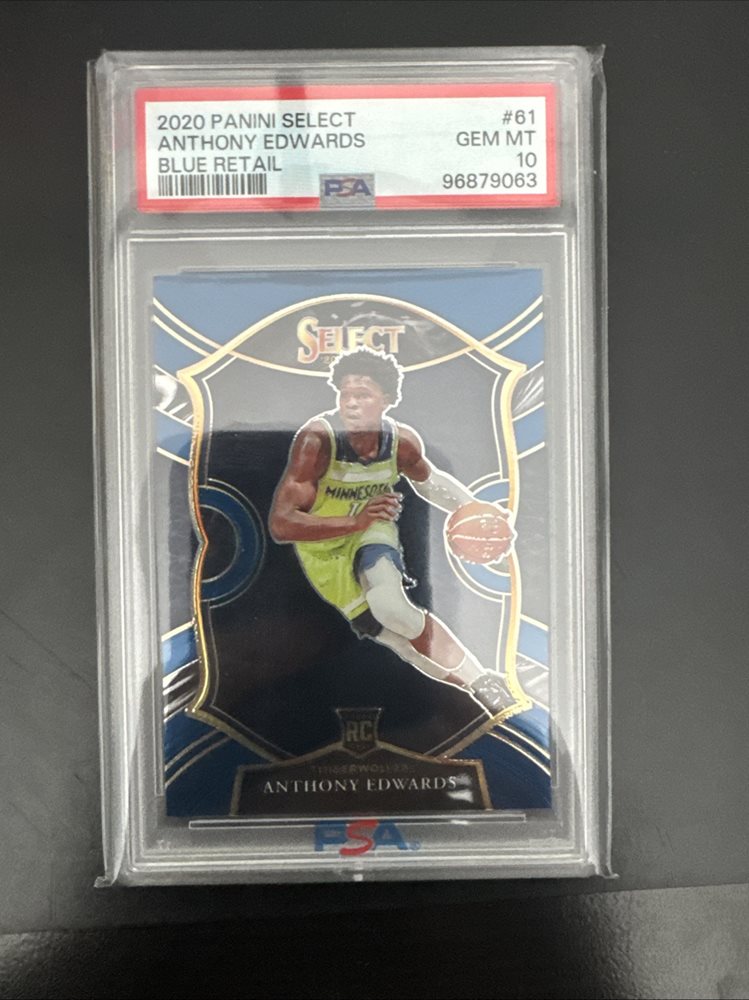 2020 PANINI SELECT #61
ANTHONY EDWARDS GEM MT
BLUE RETAIL 10
PSA 96879063
SELECT
MINNESOTA
RC
TIMBERWOLVES
ANTHONY EDWARDS
PSA®